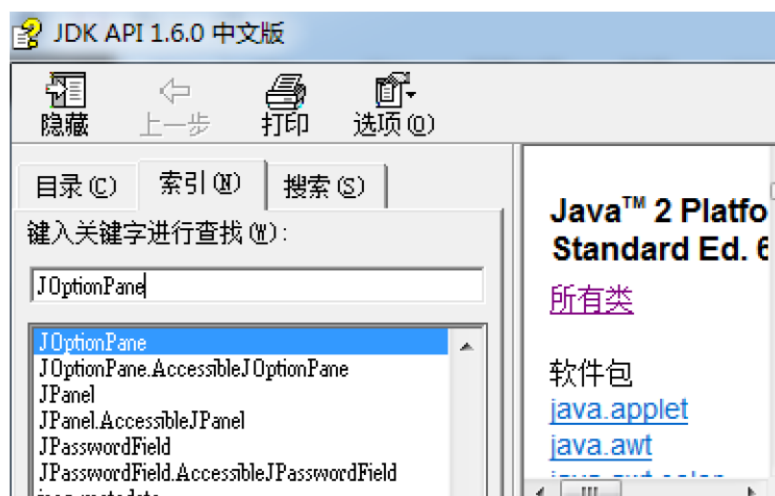 JDK API 1.6.0 中文版
隐藏 上一步 打印 选项(O)
目录(C) 索引(N) 搜索(S)
键入关键字进行查找(W):
JOptionPane
JOptionPane
JOptionPane.AccessibleJOptionPane
JPanel
JPanel.AccessibleJPanel
JPasswordField
JPasswordField.AccessibleJPasswordField
Java™ 2 Platfo
Standard Ed. 6
所有类
软件包
java.applet
java.awt